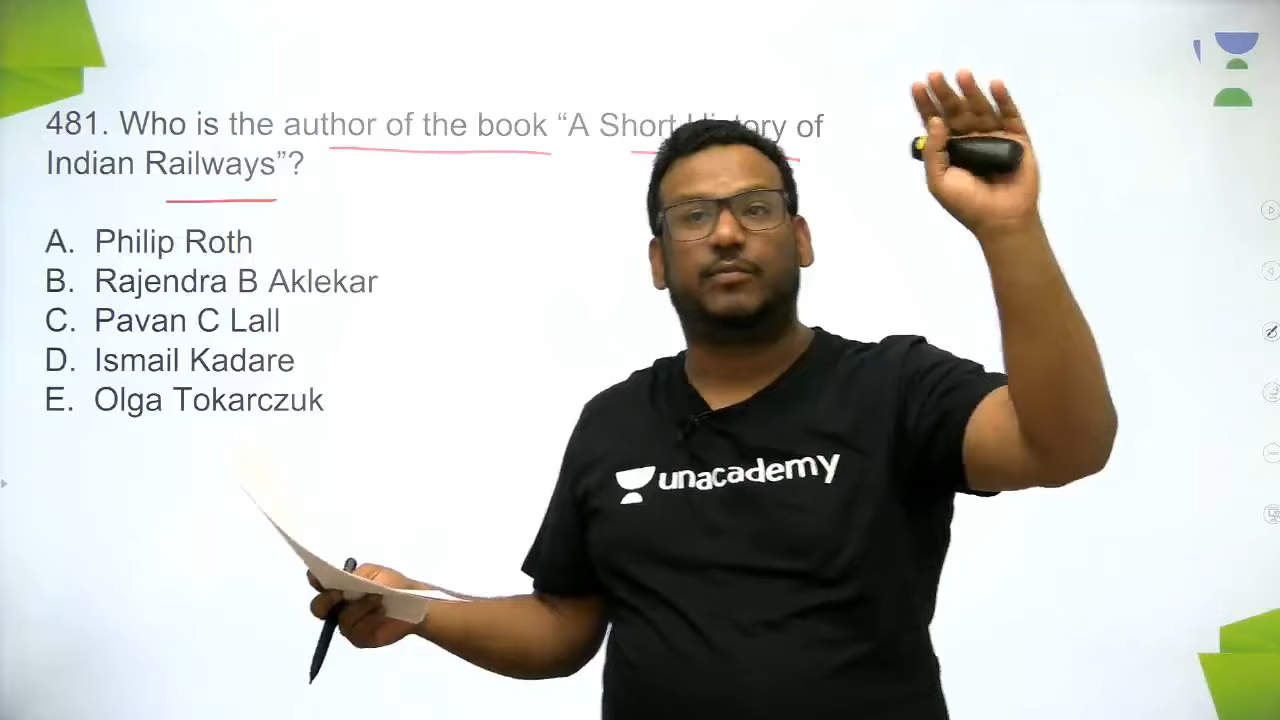 481. Who is the author of the book “A Short History of
Indian Railways”?
A. Philip Roth
B. Rajendra B Aklekar
C. Pavan C Lall
D. Ismail Kadare
E. Olga Tokarczuk
unacademy